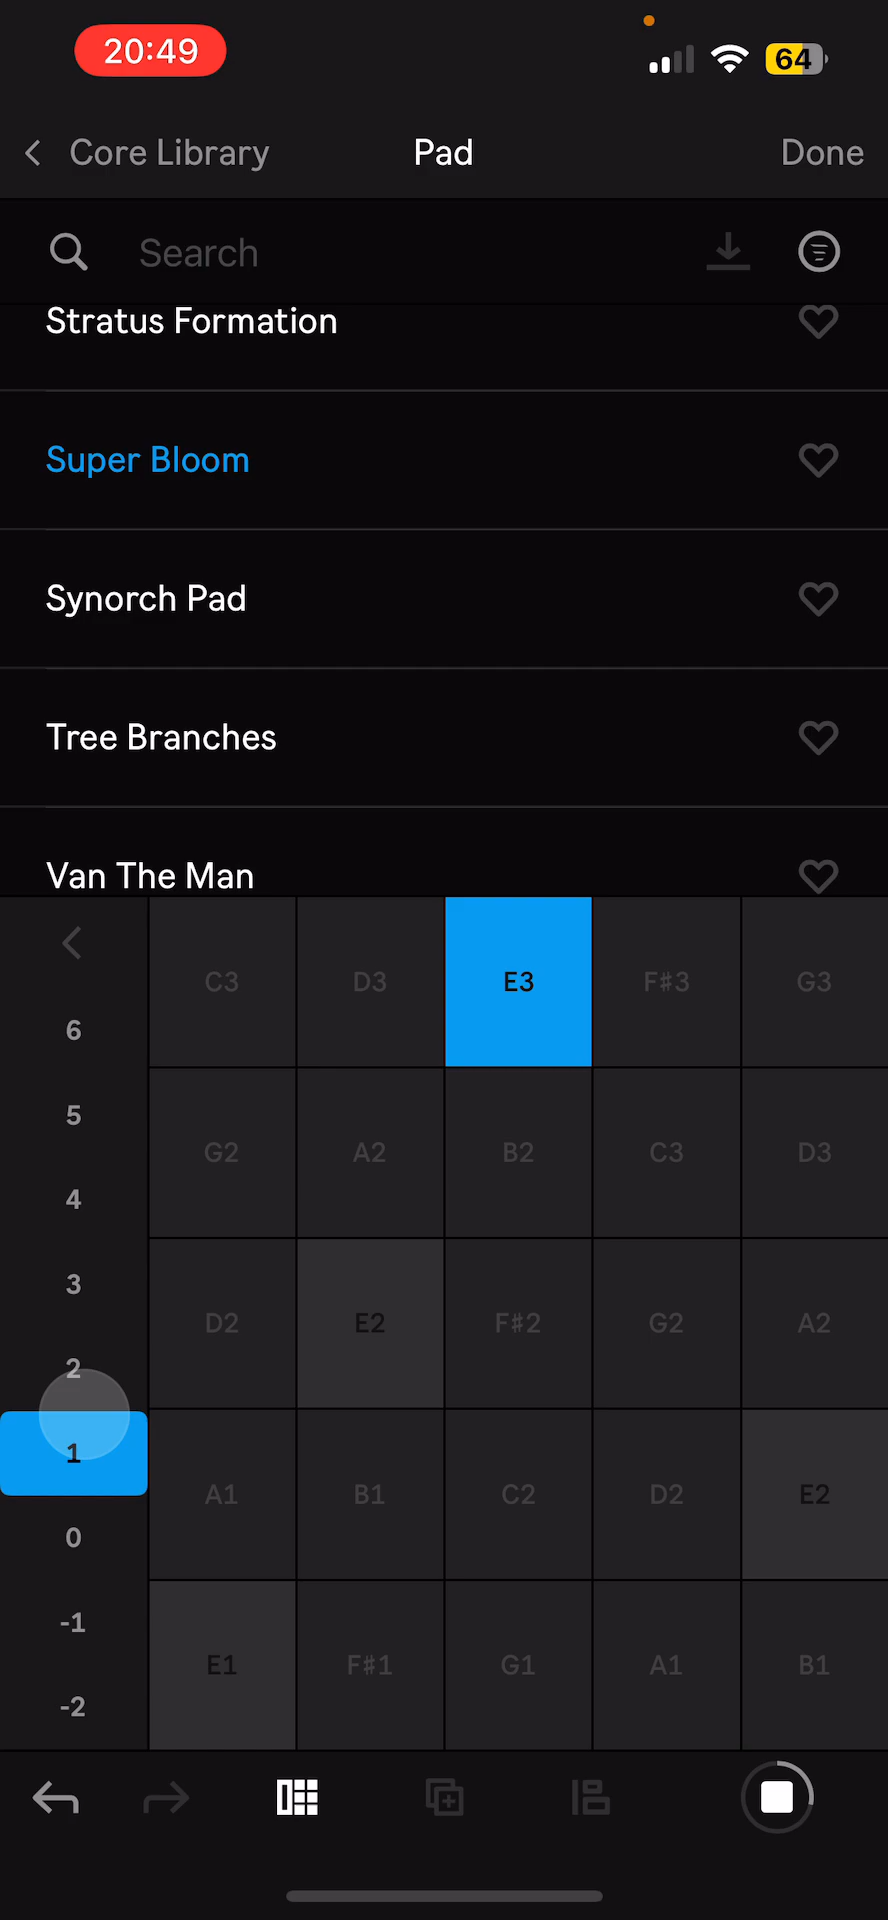 20:49
64
Core Library
Pad
Done
Search
Stratus Formation
Super Bloom
Synorch Pad
Tree Branches
Van The Man
C3 D3 E3 F♯3 G3
6
5
G2 A2 B2 C3 D3
4
3
D2 E2 F♯2 G2 A2
2
1
A1 B1 C2 D2 E2
0
-1
E1 F♯1 G1 A1 B1
-2